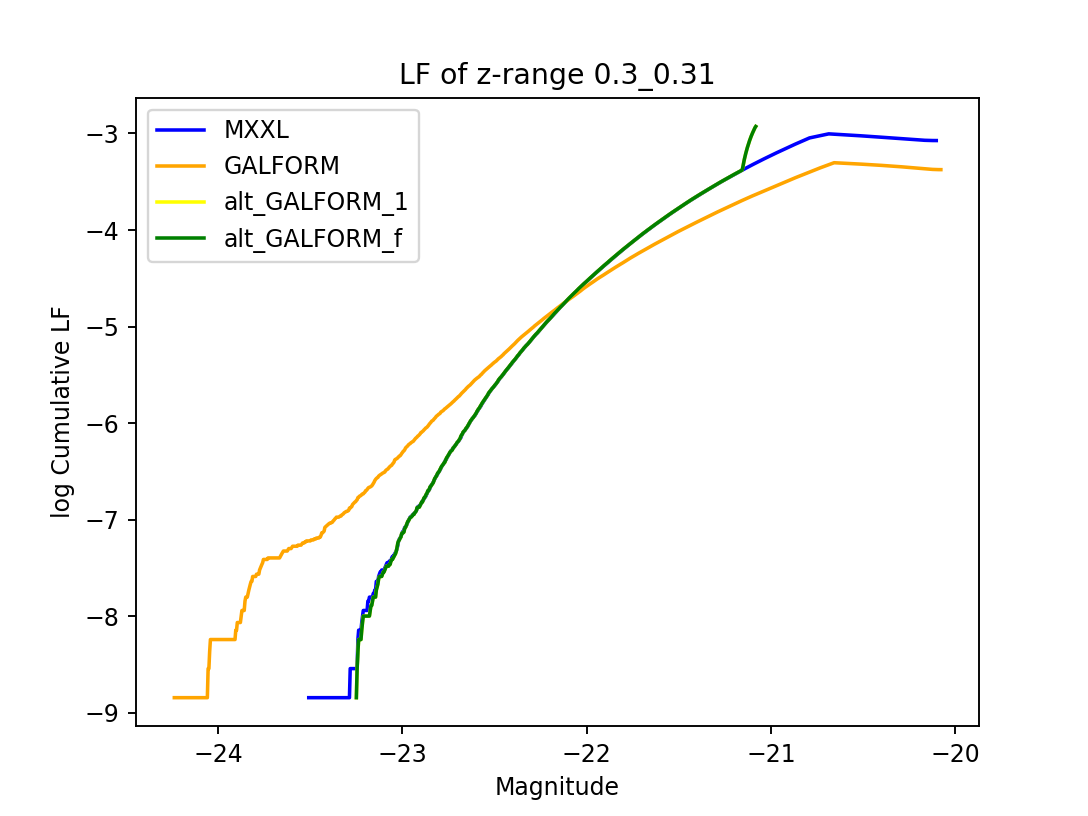 LF of z-range 0.3_0.31
MXXL
GALFORM
alt_GALFORM_1
alt_GALFORM_f
log Cumulative LF
−3
−4
−5
−6
−7
−8
−9
−24
−23
−22
−21
−20
Magnitude